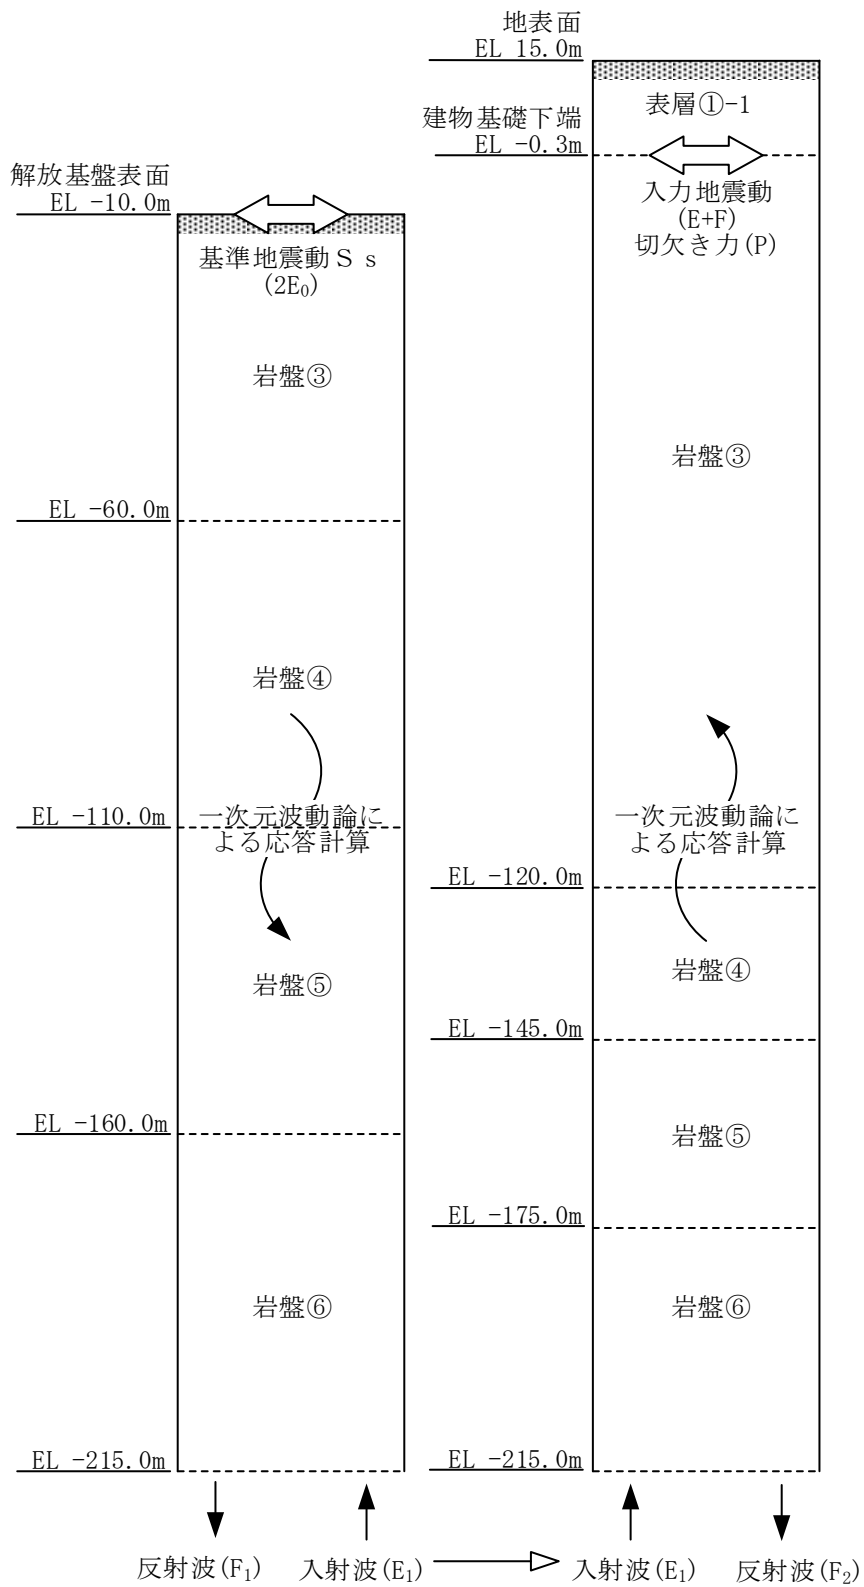 解放基盤表面
EL -10.0m
基準地震動Ｓｓ
(2E₀)
岩盤③
EL -60.0m
岩盤④
EL -110.0m
一次元波動論に
よる応答計算
岩盤⑤
EL -160.0m
岩盤⑥
EL -215.0m
反射波(F₁)
入射波(E₁)
地表面
EL 15.0m
表層①-1
建物基礎下端
EL -0.3m
入力地震動
(E+F)
切欠き力(P)
岩盤③
一次元波動論に
よる応答計算
EL -120.0m
岩盤④
EL -145.0m
岩盤⑤
EL -175.0m
岩盤⑥
EL -215.0m
入射波(E₁)
反射波(F₂)